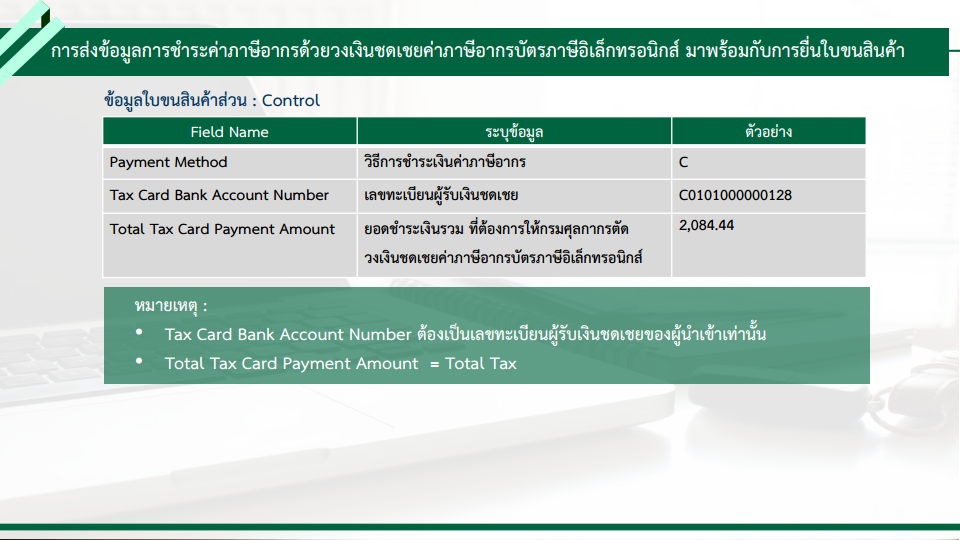 การส่งข้อมูลการชำระค่าภาษีอากรด้วยวงเงินชดเชยค่าภาษีอากรบัตรภาษีอิเล็กทรอนิกส์ มาพร้อมกับการยื่นใบขนสินค้า
ข้อมูลใบขนสินค้าส่วน : Control
Field Name ระบุข้อมูล ตัวอย่าง
Payment Method วิธีการชำระเงินค่าภาษีอากร C
Tax Card Bank Account Number เลขทะเบียนผู้รับเงินชดเชย C0101000000128
Total Tax Card Payment Amount ยอดชำระเงินรวม ที่ต้องการให้กรมศุลกากรตัด 2,084.44
วงเงินชดเชยค่าภาษีอากรบัตรภาษีอิเล็กทรอนิกส์
หมายเหตุ :
• Tax Card Bank Account Number ต้องเป็นเลขทะเบียนผู้รับเงินชดเชยของผู้นำเข้าเท่านั้น
• Total Tax Card Payment Amount = Total Tax